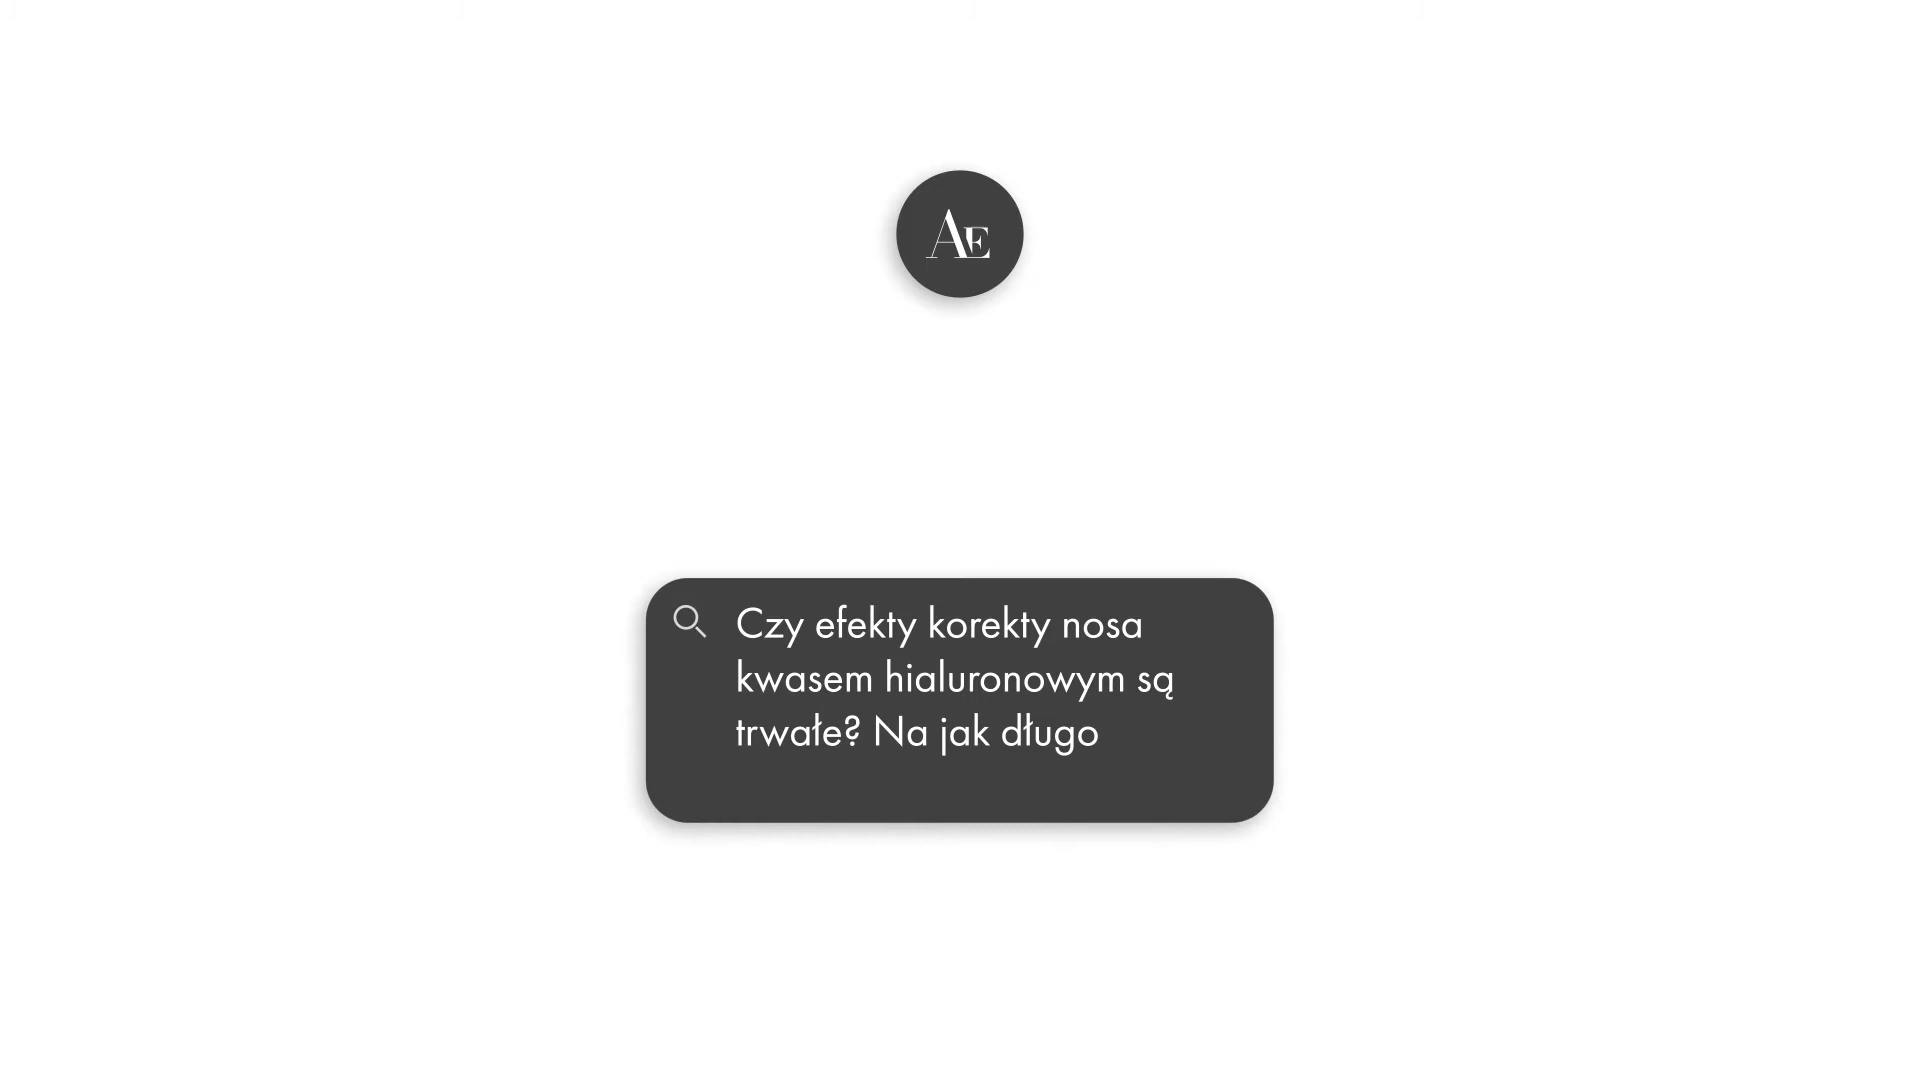 AE
Czy efekty korekty nosa
kwasem hialuronowym są
trwałe? Na jak długo